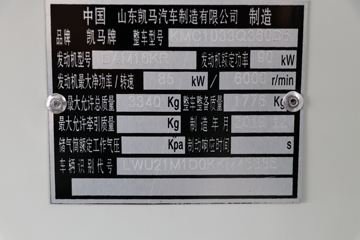 中国 山东凯马汽车制造有限公司 制造
品牌 凯马牌 整车型号
发动机型号 发动机额定功率 kW
发动机最大净功率/转速 85 kW/ 6000 r/min
最大允许总质量 3340 Kg 整车整备质量 1775 Kg
最大允许牵引质量 Kg 制造年月
储气筒额定工作气压 Kpa 制动响应时间 s
车辆识别代号